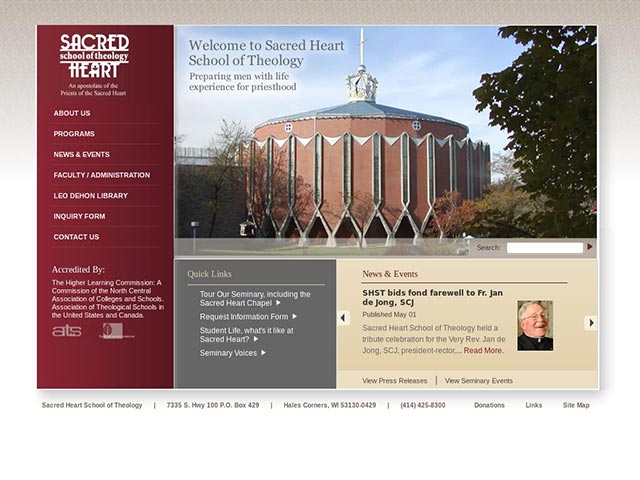 SACRED
school of theology
HEART
An apostolate of the
Priests of the Sacred Heart
ABOUT US
PROGRAMS
NEWS & EVENTS
FACULTY / ADMINISTRATION
LEO DEHON LIBRARY
INQUIRY FORM
CONTACT US
Accredited By:
The Higher Learning Commission: A
Commission of the North Central
Association of Colleges and Schools.
Association of Theological Schools in
the United States and Canada.
ats
Welcome to Sacred Heart
School of Theology
Preparing men with life
experience for priesthood
Search:
Quick Links
Tour Our Seminary, including the
Sacred Heart Chapel
Request Information Form
Student Life, what's it like at
Sacred Heart?
Seminary Voices
News & Events
SHST bids fond farewell to Fr. Jan
de Jong, SCJ
Published May 01
Sacred Heart School of Theology held a
tribute celebration for the Very Rev. Jan de
Jong, SCJ, president-rector,... Read More.
View Press Releases | View Seminary Events
Sacred Heart School of Theology | 7335 S. Hwy 100 P.O. Box 429 | Hales Corners, WI 53130-0429 | (414) 425-8300 Donations Links Site Map